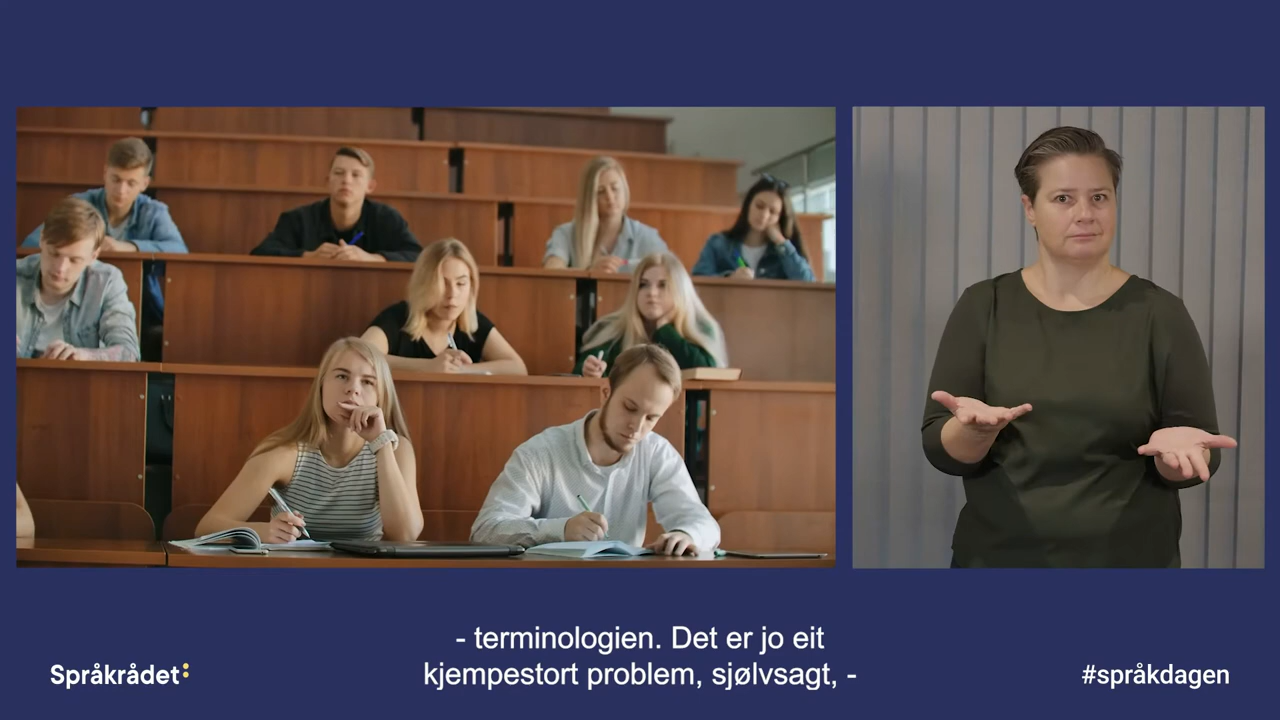 - terminologien. Det er jo eit
kjempestort problem, sjølvsagt, -
Språkrådet:
#språkdagen